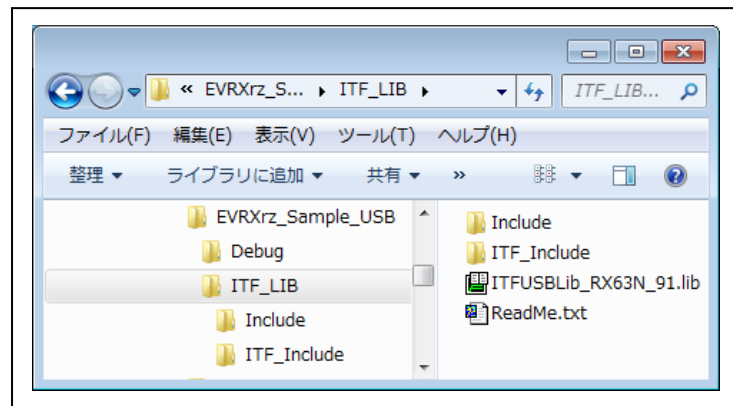 « EVRXrz_S... ▸ ITF_LIB ▸ ITF_LIB...
ファイル(F) 編集(E) 表示(V) ツール(T) ヘルプ(H)
整理 ▼ ライブラリに追加 ▼ 共有 ▼ »
EVRXrz_Sample_USB
Debug
ITF_LIB
Include
ITF_Include
Include
ITF_Include
ITFUSBLib_RX63N_91.lib
ReadMe.txt